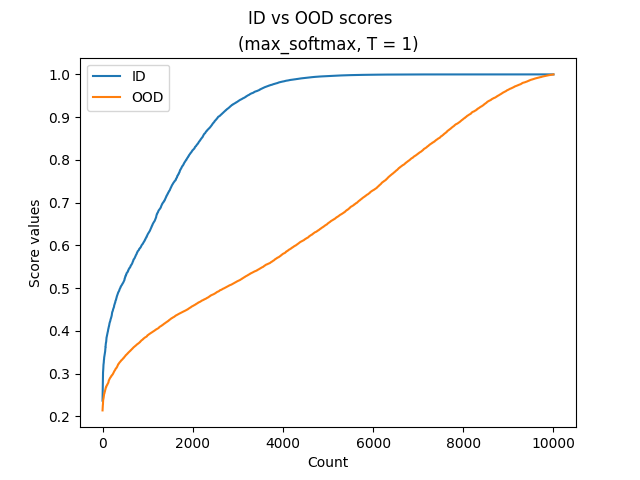 ID vs OOD scores
(max_softmax, T = 1)
ID
OOD
1.0
0.9
0.8
0.7
0.6
0.5
0.4
0.3
0.2
Score values
0 2000 4000 6000 8000 10000
Count